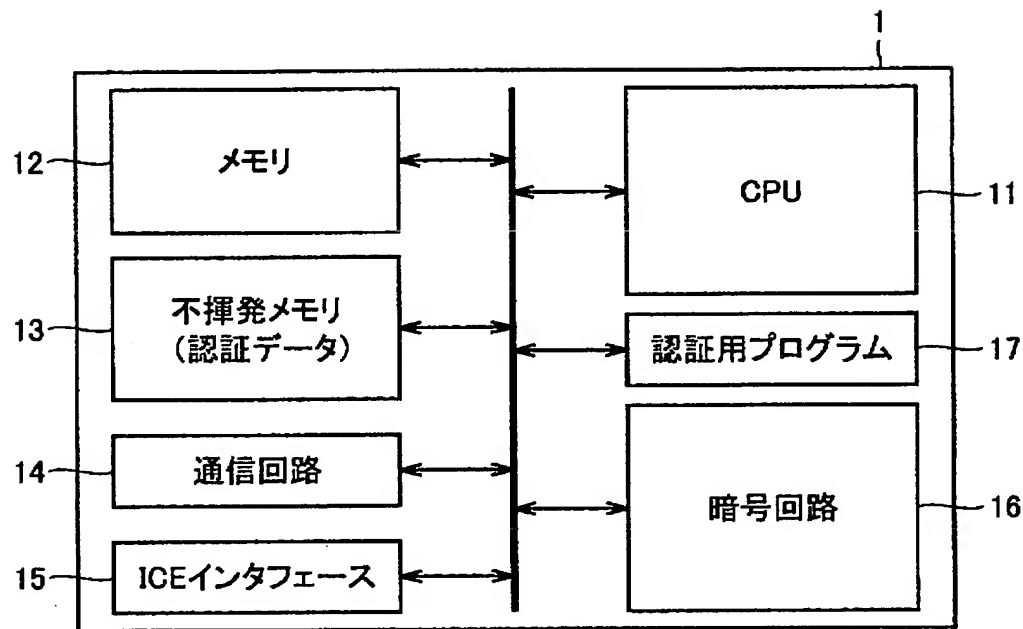 1
12
メモリ
CPU
11
13
不揮発メモリ
(認証データ)
認証用プログラム
17
14
通信回路
暗号回路
16
15
ICEインタフェース